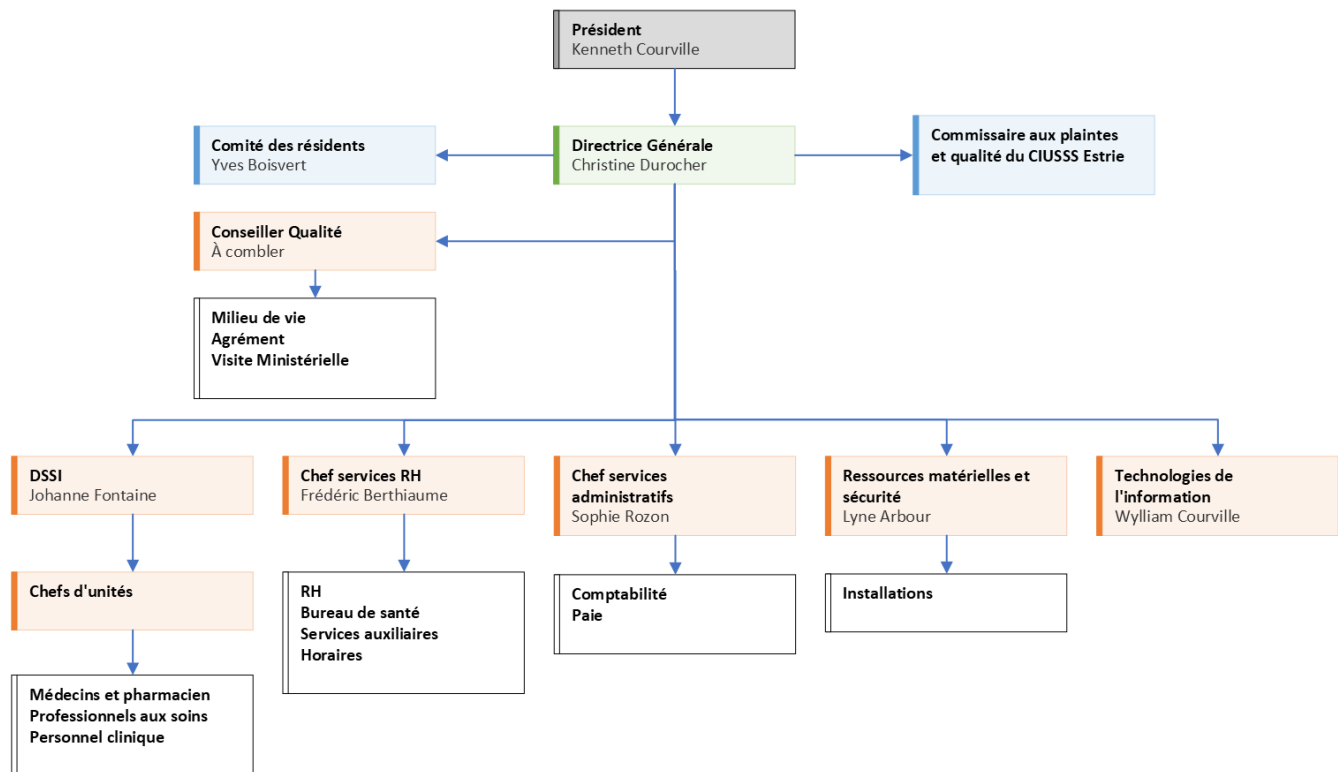 Président
Kenneth Courville
Comité des résidents
Yves Boisvert
Directrice Générale
Christine Durocher
Commissaire aux plaintes
et qualité du CIUSSS Estrie
Conseiller Qualité
À combler
Milieu de vie
Agrément
Visite Ministérielle
DSSI
Johanne Fontaine
Chef services RH
Frédéric Berthiaume
Chef services
administratifs
Sophie Rozon
Ressources matérielles et
sécurité
Lyne Arbour
Technologies de
l'information
Wylliam Courville
Chefs d'unités
RH
Bureau de santé
Services auxiliaires
Horaires
Comptabilité
Paie
Installations
Médecins et pharmacien
Professionnels aux soins
Personnel clinique